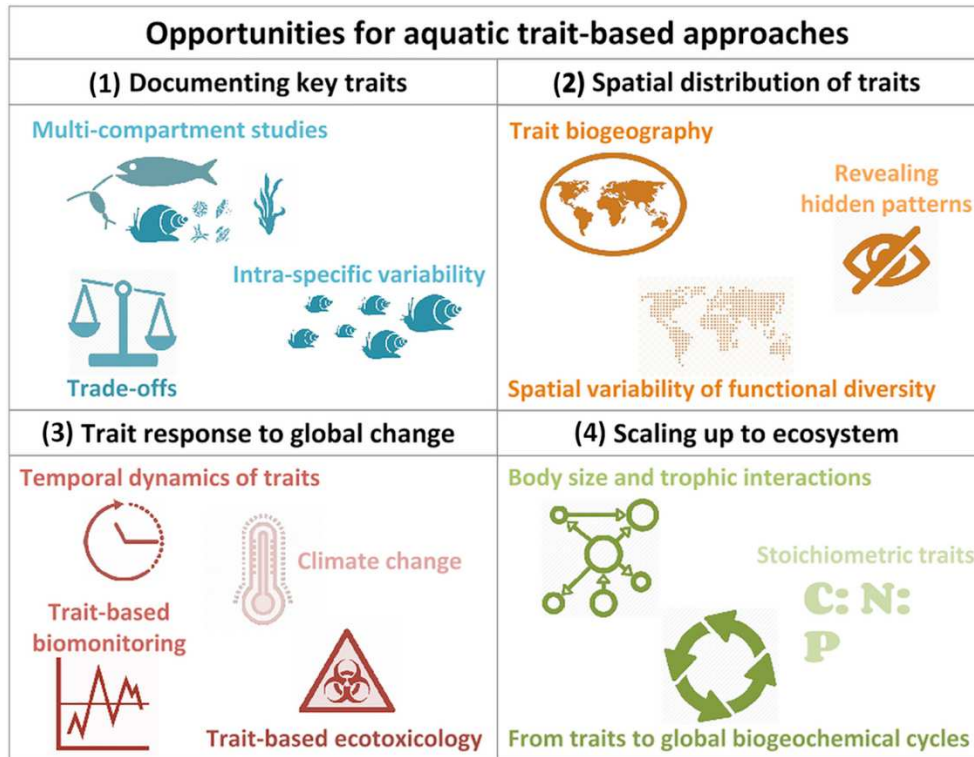 Opportunities for aquatic trait-based approaches
(1) Documenting key traits
Multi-compartment studies
Intra-specific variability
Trade-offs
(2) Spatial distribution of traits
Trait biogeography
Revealing
hidden patterns
Spatial variability of functional diversity
(3) Trait response to global change
Temporal dynamics of traits
Climate change
Trait-based
biomonitoring
Trait-based ecotoxicology
(4) Scaling up to ecosystem
Body size and trophic interactions
Stoichiometric traits
C: N:
P
From traits to global biogeochemical cycles